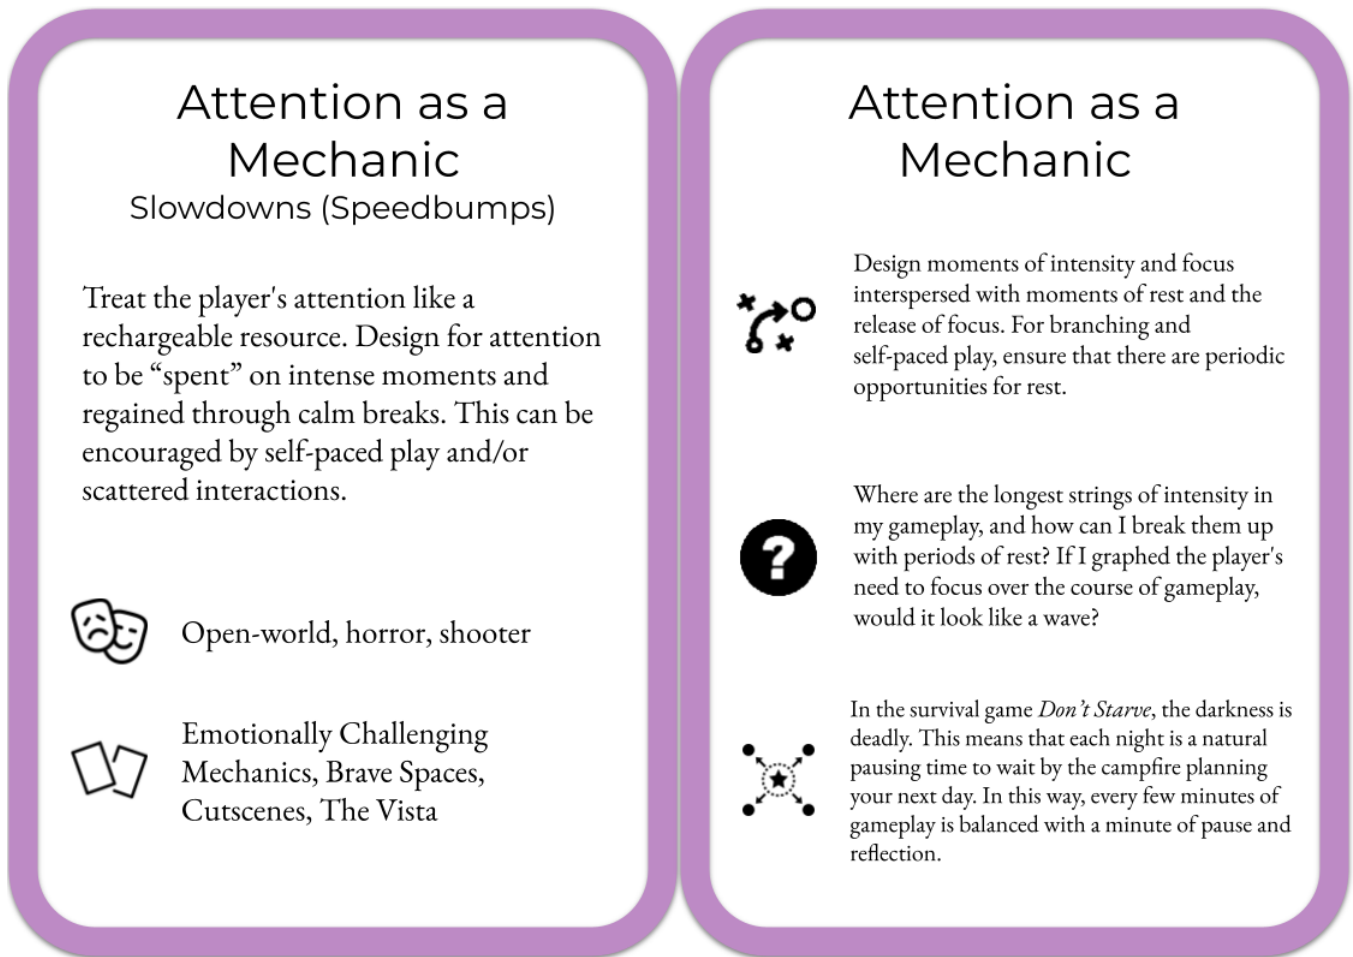 Attention as a
Mechanic
Slowdowns (Speedbumps)
Treat the player's attention like a
rechargeable resource. Design for attention
to be “spent” on intense moments and
regained through calm breaks. This can be
encouraged by self-paced play and/or
scattered interactions.
Open-world, horror, shooter
Emotionally Challenging
Mechanics, Brave Spaces,
Cutscenes, The Vista
Attention as a
Mechanic
Design moments of intensity and focus
interspersed with moments of rest and the
release of focus. For branching and
self-paced play, ensure that there are periodic
opportunities for rest.
?
Where are the longest strings of intensity in
my gameplay, and how can I break them up
with periods of rest? If I graphed the player's
need to focus over the course of gameplay,
would it look like a wave?
In the survival game Don’t Starve, the darkness is
deadly. This means that each night is a natural
pausing time to wait by the campfire planning
your next day. In this way, every few minutes of
gameplay is balanced with a minute of pause and
reflection.